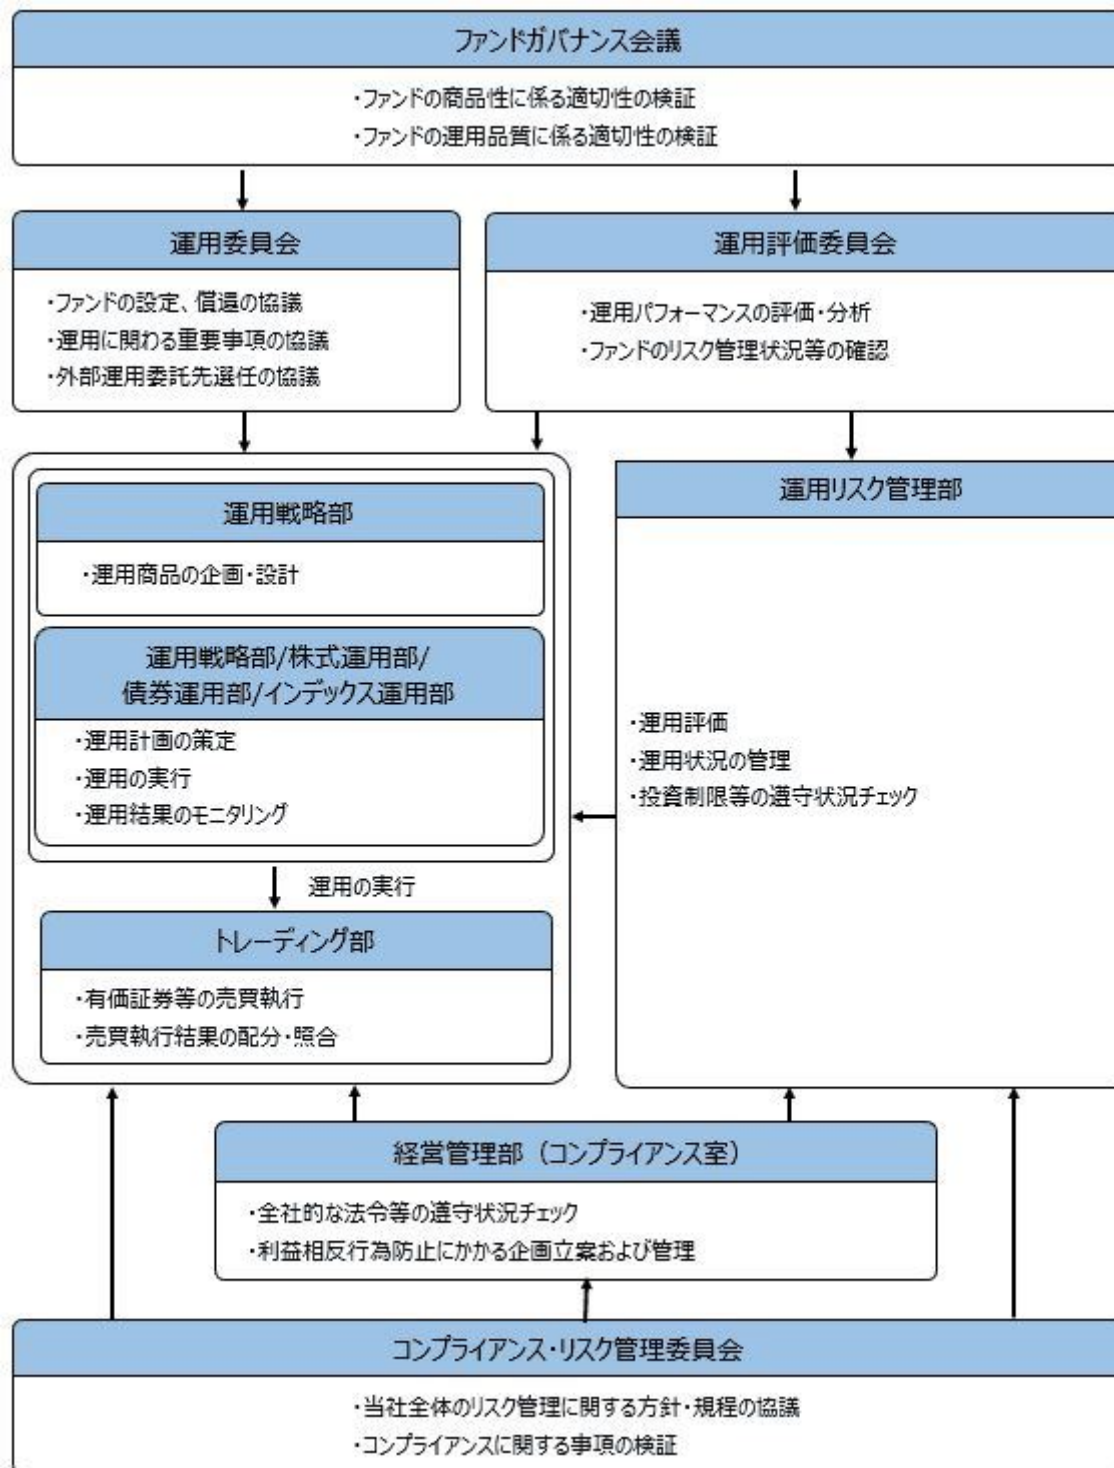 ファンドガバナンス会議
・ファンドの商品性に係る適切性の検証
・ファンドの運用品質に係る適切性の検証
運用委員会
・ファンドの設定、償還の協議
・運用に関わる重要事項の協議
・外部運用委託先選任の協議
運用評価委員会
・運用パフォーマンスの評価・分析
・ファンドのリスク管理状況等の確認
運用戦略部
・運用商品の企画・設計
運用戦略部/株式運用部/
債券運用部/インデックス運用部
・運用計画の策定
・運用の実行
・運用結果のモニタリング
運用の実行
トレーディング部
・有価証券等の売買執行
・売買執行結果の配分・照合
運用リスク管理部
・運用評価
・運用状況の管理
・投資制限等の遵守状況チェック
経営管理部（コンプライアンス室）
・全社的な法令等の遵守状況チェック
・利益相反行為防止にかかる企画立案および管理
コンプライアンス・リスク管理委員会
・当社全体のリスク管理に関する方針・規程の協議
・コンプライアンスに関する事項の検証